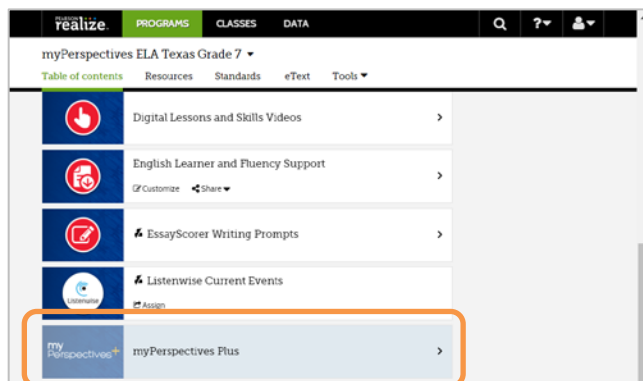 PEARSON
realize.
PROGRAMS CLASSES DATA
?
myPerspectives ELA Texas Grade 7
Table of contents Resources Standards eText Tools
Digital Lessons and Skills Videos
English Learner and Fluency Support
Customize Share
EssayScorer Writing Prompts
Listenwise Current Events
Listenwise
Assign
my
Perspectives+
myPerspectives Plus